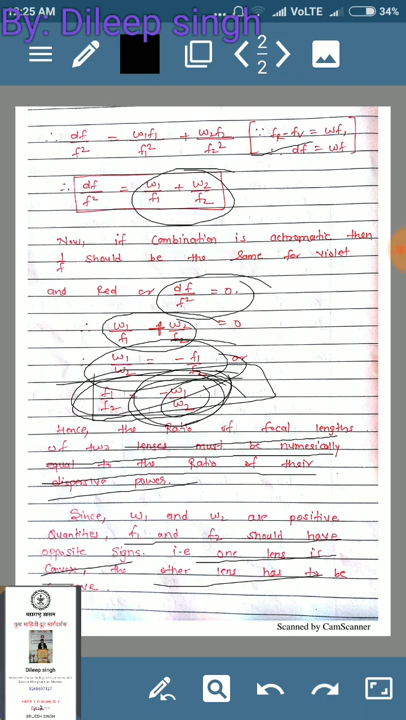 By: Dileep singh
:25 AM ... VoLTE 34%
2/2
∴ df/f² = ω₁f₁/f₁² + ω₂f₂/f₂² [∵ fR - fV = ωf, ∴ df = ωf]
∴ df/f² = ω₁/f₁ + ω₂/f₂
Now, if Combination is
1/f should be the same for violet
and Red or df/f² = 0.
∴ ω₁/f₁ + ω₂/f₂ = 0
ω₁/ω₂ = - f₁/f₂ or
f₁/f₂ = - ω₁/ω₂
Hence, the Ratio of focal lengths
of two lenses must be numerically
equal to the Ratio of their
dispersive power.
Since, ω₁ and ω₂ are positive
Quantities, f₁ and f₂ should have
opposite signs. i.e one lens is
Convex, the other lens has to be
Scanned by CamScanner
Dileep singh